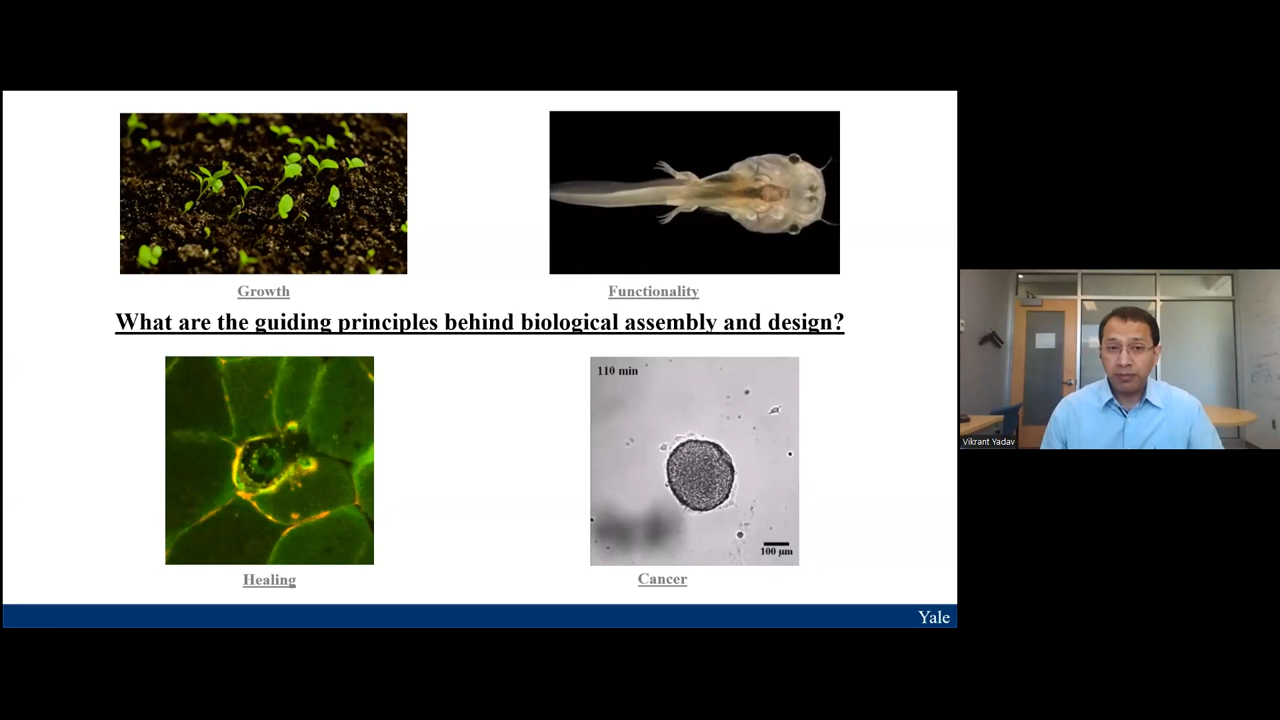 Growth
Functionality
What are the guiding principles behind biological assembly and design?
110 min
100 μm
Healing
Cancer
Yale
Vikrant Yadav